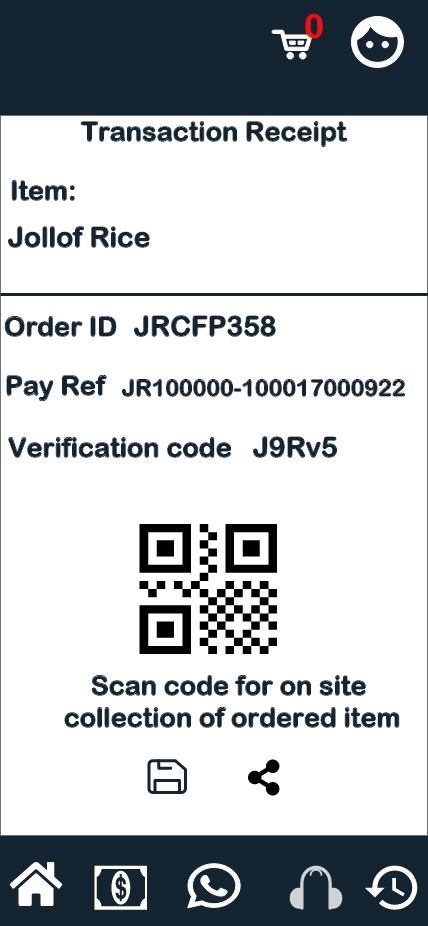 0
Transaction Receipt
Item:
Jollof Rice
Order ID JRCFP358
Pay Ref JR100000-100017000922
Verification code J9Rv5
Scan code for on site
collection of ordered item
$